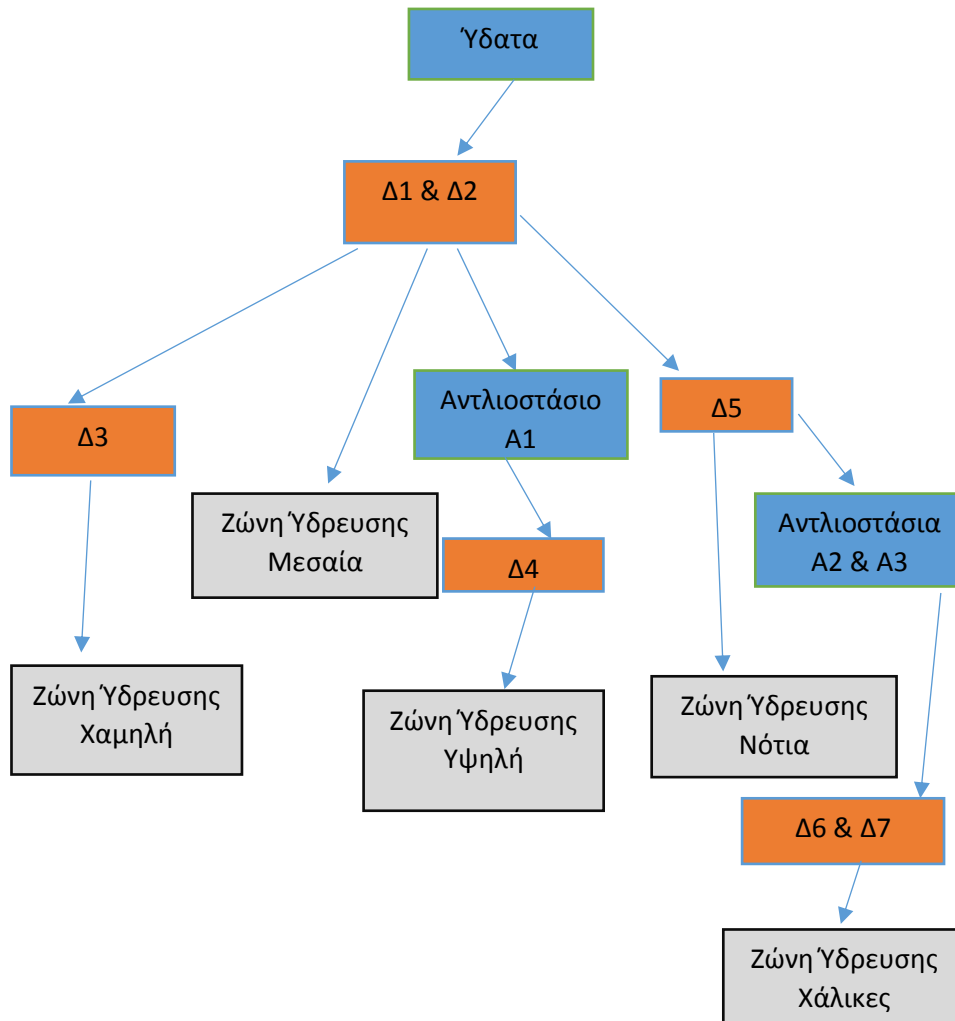 Ύδατα
Δ1 & Δ2
Δ3
Αντλιοστάσιο
Α1
Δ5
Ζώνη Ύδρευσης
Μεσαία
Δ4
Αντλιοστάσια
Α2 & Α3
Ζώνη Ύδρευσης
Χαμηλή
Ζώνη Ύδρευσης
Υψηλή
Ζώνη Ύδρευσης
Νότια
Δ6 & Δ7
Ζώνη Ύδρευσης
Χάλικες